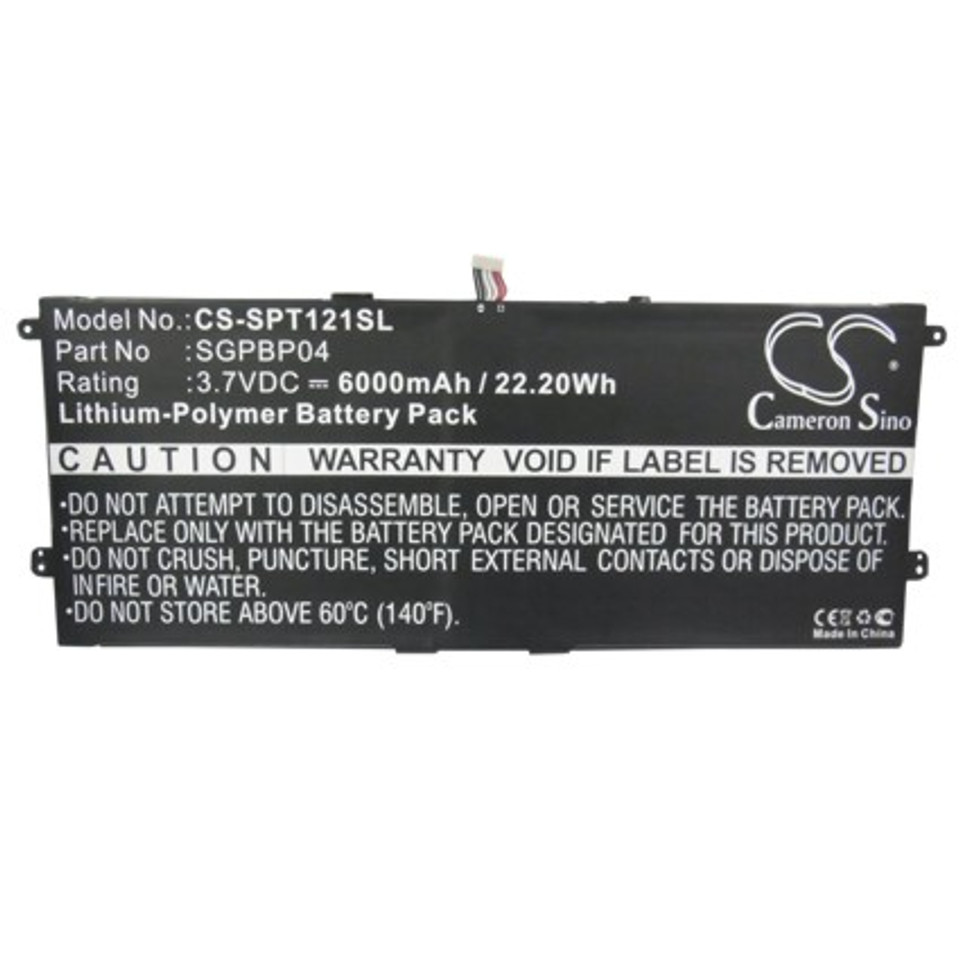 Model No.: CS-SPT121SL
Part No : SGPBP04
Rating : 3.7VDC ⎓ 6000mAh / 22.20Wh
Lithium-Polymer Battery Pack
CS ®
Cameron Sino
CAUTION WARRANTY VOID IF LABEL IS REMOVED
·DO NOT ATTEMPT TO DISASSEMBLE, OPEN OR SERVICE THE BATTERY PACK.
·REPLACE ONLY WITH THE BATTERY PACK DESIGNATED FOR THIS PRODUCT.
·DO NOT CRUSH, PUNCTURE, SHORT EXTERNAL CONTACTS OR DISPOSE OF
INFIRE OR WATER.
·DO NOT STORE ABOVE 60°C (140°F).
CE
Made In China